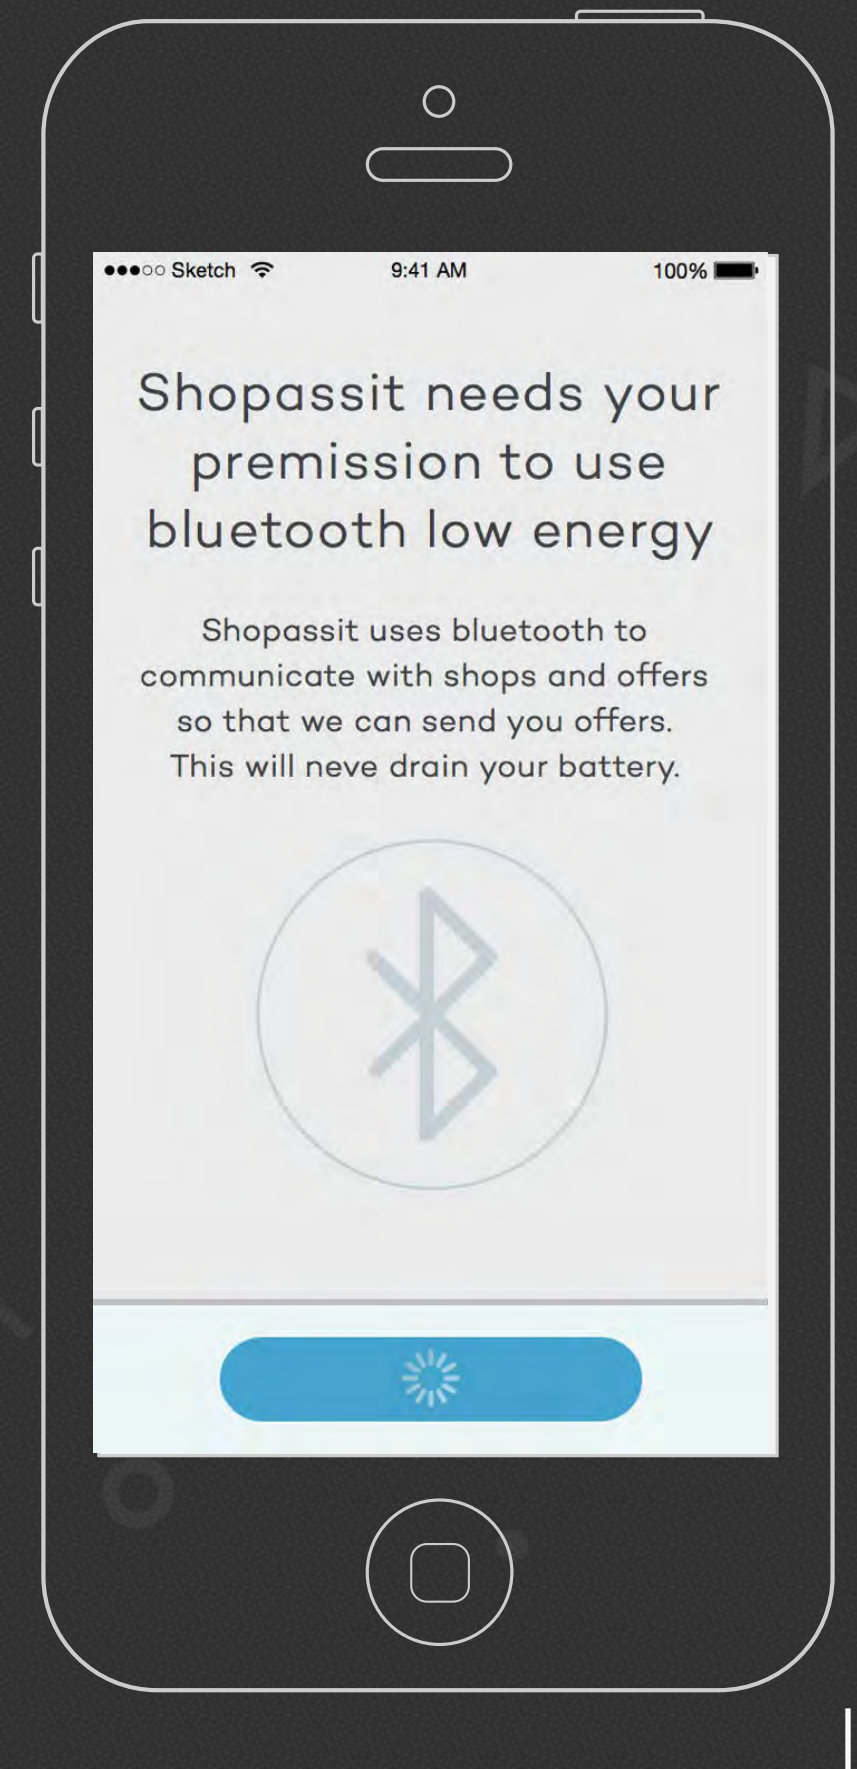 Sketch 9:41 AM 100%
Shopassit needs your
premission to use
bluetooth low energy
Shopassit uses bluetooth to
communicate with shops and offers
so that we can send you offers.
This will neve drain your battery.